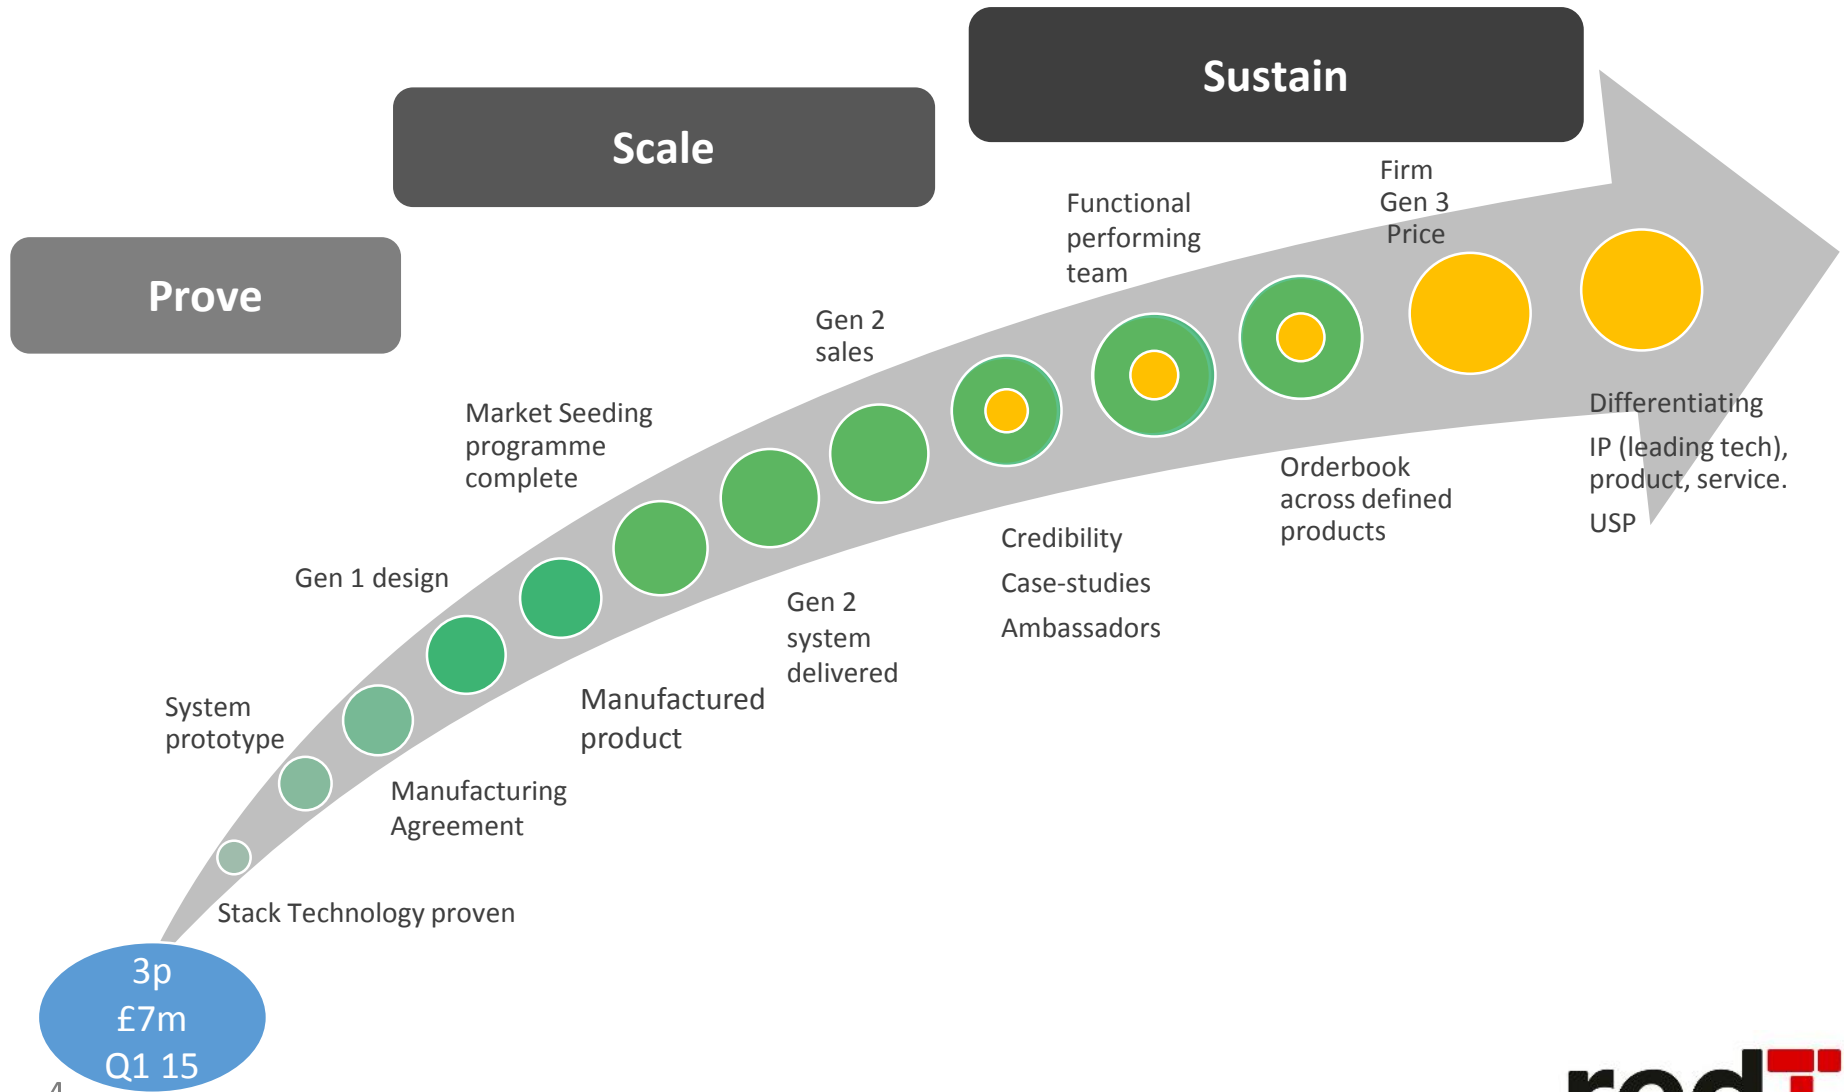 Sustain
Scale
Prove
Firm
Gen 3
Price
Functional
performing
team
Gen 2
sales
Market Seeding
programme
complete
Gen 1 design
System
prototype
Differentiating
IP (leading tech),
product, service.
USP
Orderbook
across defined
products
Credibility
Case-studies
Ambassadors
Gen 2
system
delivered
Manufactured
product
Manufacturing
Agreement
Stack Technology proven
3p
£7m
Q1 15
4
redT